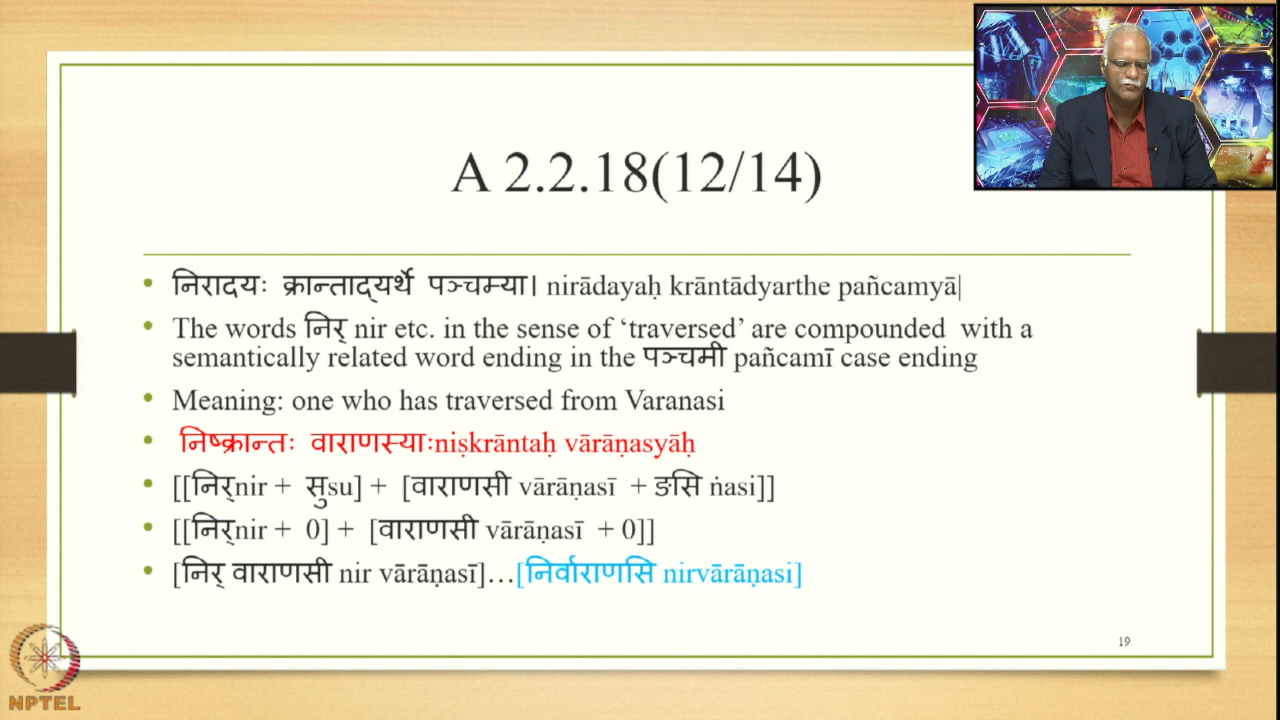 A 2.2.18(12/14)
• निरादयः क्रान्ताद्यर्थे पञ्चम्या। nirādayaḥ krāntādyarthe pañcamyā|
• The words निर् nir etc. in the sense of ‘traversed’ are compounded with a
semantically related word ending in the पञ्चमी pañcamī case ending
• Meaning: one who has traversed from Varanasi
• निष्क्रान्तः वाराणस्याःniṣkrāntaḥ vārāṇasyāḥ
• [[निर्nir + सुsu] + [वाराणसी vārāṇasī + ङसि ṅasi]]
• [[निर्nir + 0] + [वाराणसी vārāṇasī + 0]]
• [निर् वाराणसी nir vārāṇasī]…[निर्वाराणसि nirvārāṇasi]
19
NPTEL